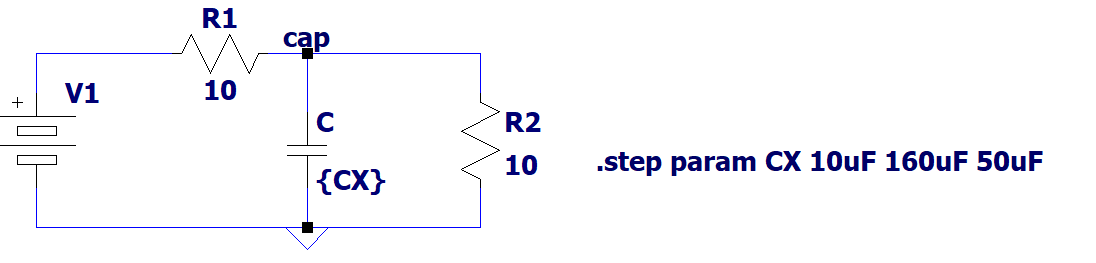 R1
cap
10
V1
+
C
{CX}
R2
10
.step param CX 10uF 160uF 50uF